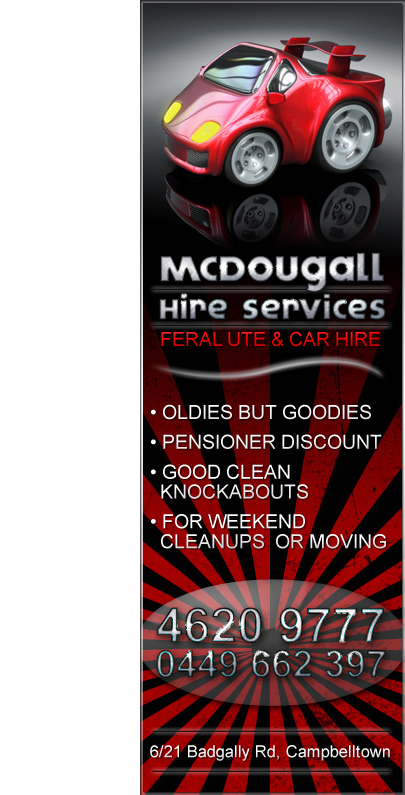 McDougall
Hire Services
FERAL UTE & CAR HIRE
• OLDIES BUT GOODIES
• PENSIONER DISCOUNT
• GOOD CLEAN
KNOCKABOUTS
• FOR WEEKEND
CLEANUPS OR MOVING
4620 9777
0449 662 397
6/21 Badgally Rd, Campbelltown